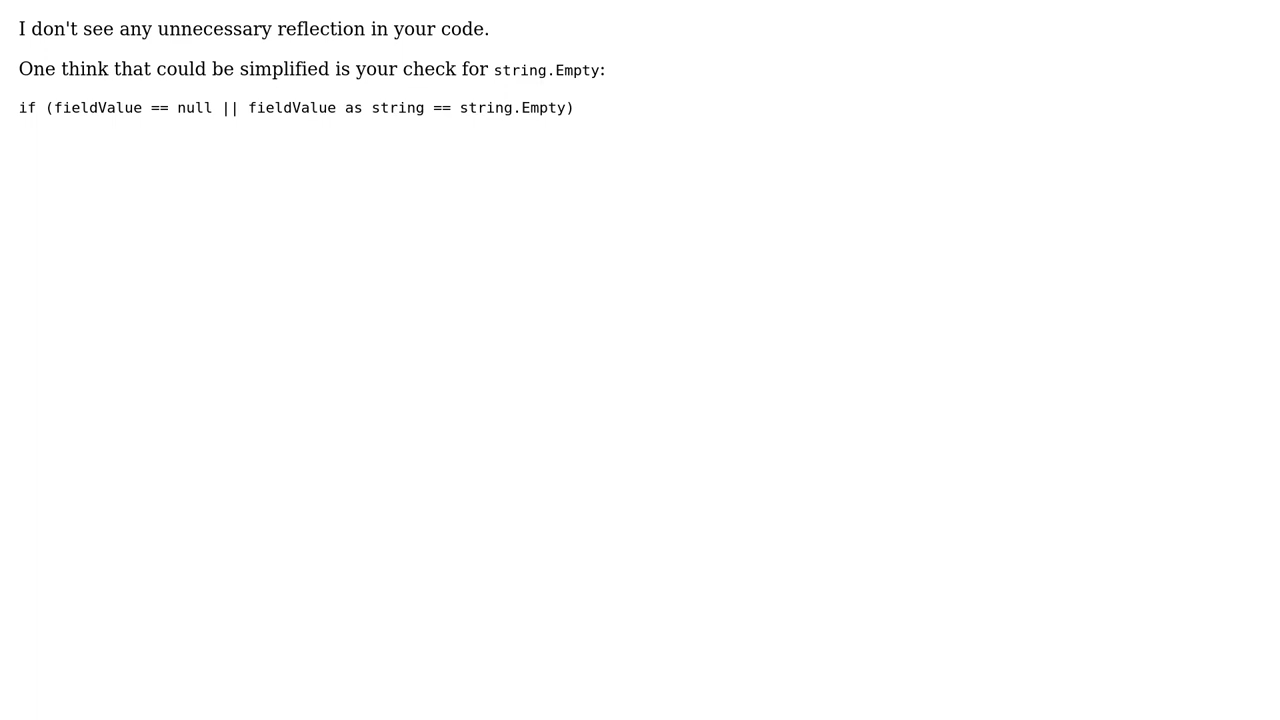 I don't see any unnecessary reflection in your code.
One think that could be simplified is your check for string.Empty:
if (fieldValue == null || fieldValue as string == string.Empty)